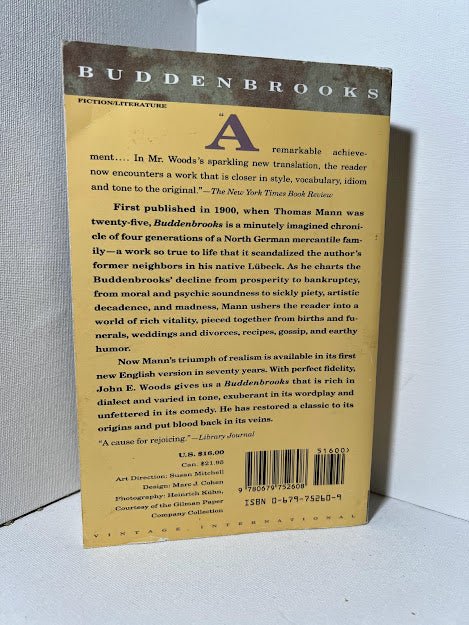 BUDDENBROOKS
FICTION/LITERATURE
"A remarkable achieve-
ment.... In Mr. Woods's sparkling new translation, the reader
now encounters a work that is closer in style, vocabulary, idiom
and tone to the original."—The New York Times Book Review
First published in 1900, when Thomas Mann was
twenty-five, Buddenbrooks is a minutely imagined chroni-
cle of four generations of a North German mercantile fam-
ily—a work so true to life that it scandalized the author's
former neighbors in his native Lübeck. As he charts the
Buddenbrooks' decline from prosperity to bankruptcy,
from moral and psychic soundness to sickly piety, artistic
decadence, and madness, Mann ushers the reader into a
world of rich vitality, pieced together from births and fu-
nerals, weddings and divorces, recipes, gossip, and earthy
humor.
Now Mann's triumph of realism is available in its first
new English version in seventy years. With perfect fidelity,
John E. Woods gives us a Buddenbrooks that is rich in
dialect and varied in tone, exuberant in its wordplay and
unfettered in its comedy. He has restored a classic to its
origins and put blood back in its veins.
"A cause for rejoicing."—Library Journal
U.S. $16.00
Can. $21.95
Art Direction: Susan Mitchell
Design: Marc J. Cohen
Photography: Heinrich Kühn,
Courtesy of the Gilman Paper
Company Collection
51600>
9 780679 752608
ISBN 0-679-75260-9
VINTAGE INTERNATIONAL